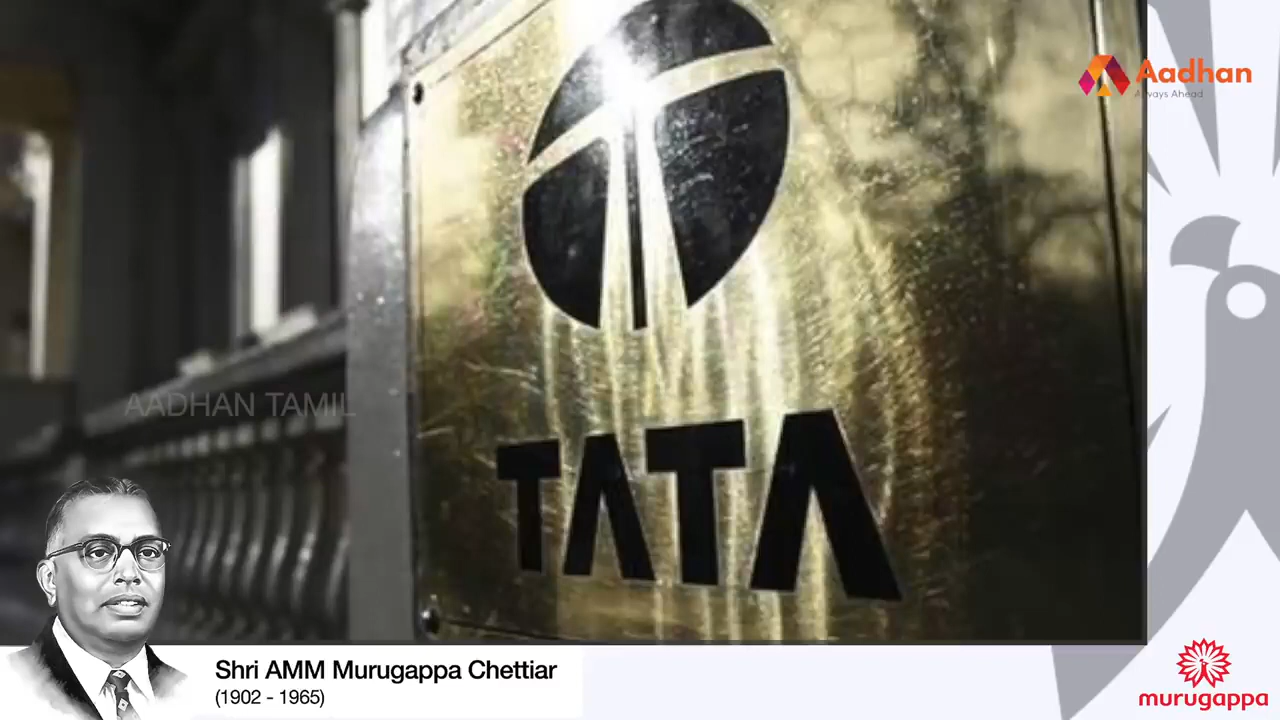 Aadhan
Always Ahead
TATA
AADHAN TAMIL
Shri AMM Murugappa Chettiar
(1902 - 1965)
murugappa